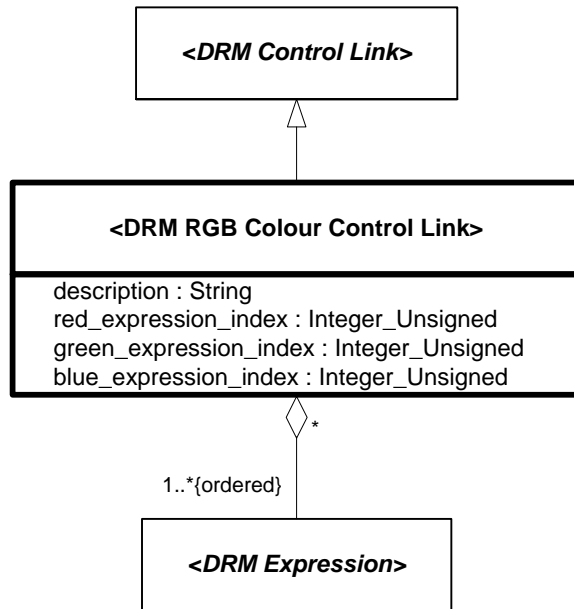 <DRM Control Link>
<DRM RGB Colour Control Link>
description : String
red_expression_index : Integer_Unsigned
green_expression_index : Integer_Unsigned
blue_expression_index : Integer_Unsigned
*
1..*{ordered}
<DRM Expression>